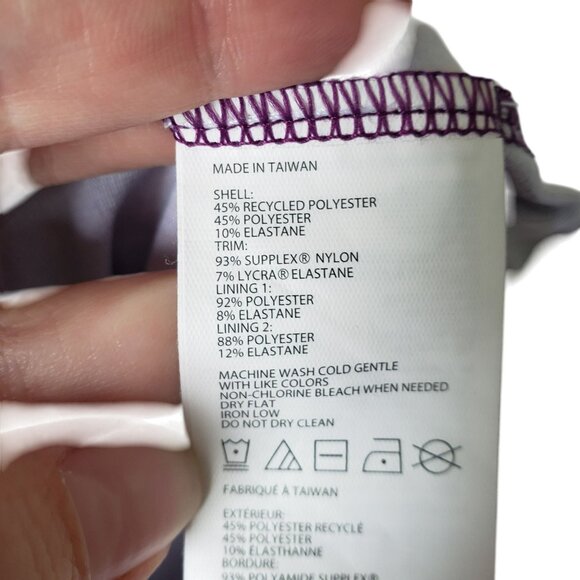 MADE IN TAIWAN
SHELL:
45% RECYCLED POLYESTER
45% POLYESTER
10% ELASTANE
TRIM:
93% SUPPLEX® NYLON
7% LYCRA® ELASTANE
LINING 1:
92% POLYESTER
8% ELASTANE
LINING 2:
88% POLYESTER
12% ELASTANE
MACHINE WASH COLD GENTLE
WITH LIKE COLORS
NON-CHLORINE BLEACH WHEN NEEDED
DRY FLAT
IRON LOW
DO NOT DRY CLEAN
FABRIQUÉ À TAIWAN
EXTÉRIEUR:
45% POLYESTER RECYCLÉ
45% POLYESTER
10% ÉLASTHANNE
BORDURE:
93% POLYAMIDE SUPPLEX®